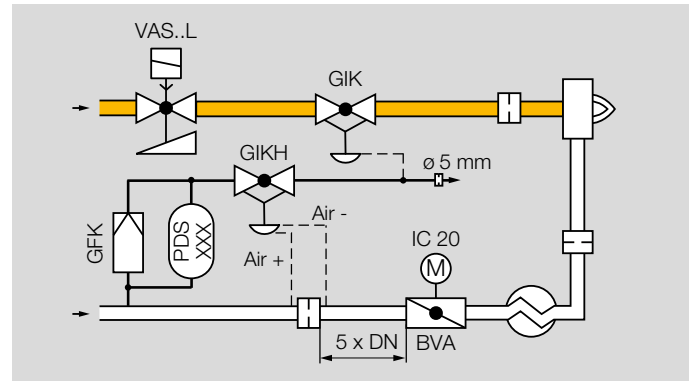 VAS..L
GIK
GIKH
ø 5 mm
Air -
GFK
PDS
XXX
Air +
IC 20
M
5 x DN
BVA